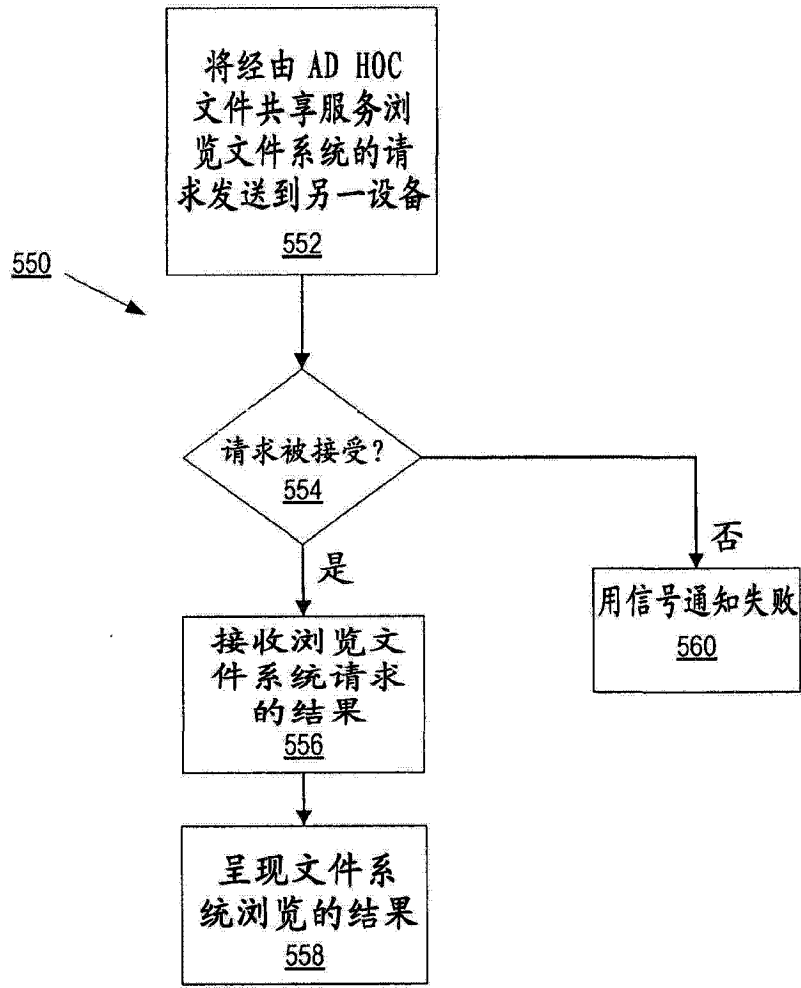 将经由 AD HOC
文件共享服务浏
览文件系统的请
求发送到另一设备
552
550
请求被接受?
554
否
是
用信号通知失败
560
接收浏览文
件系统请求
的结果
556
呈现文件系
统浏览的结果
558